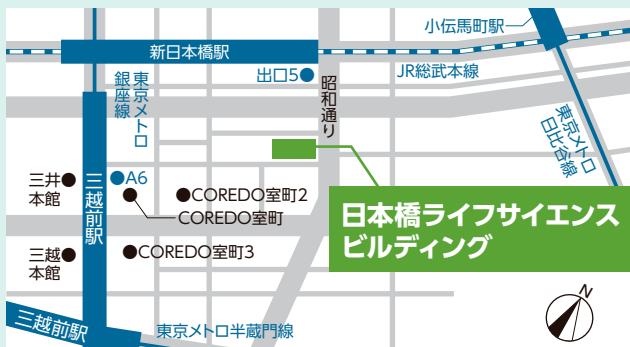 小伝馬町駅
新日本橋駅
出口5
JR総武本線
東京メトロ
銀座線
昭和通り
東京メトロ
日比谷線
三井
本館
三越前駅
A6
COREDO室町2
COREDO室町
日本橋ライフサイエンス
ビルディング
三越
本館
COREDO室町3
三越前駅
東京メトロ半蔵門線
N